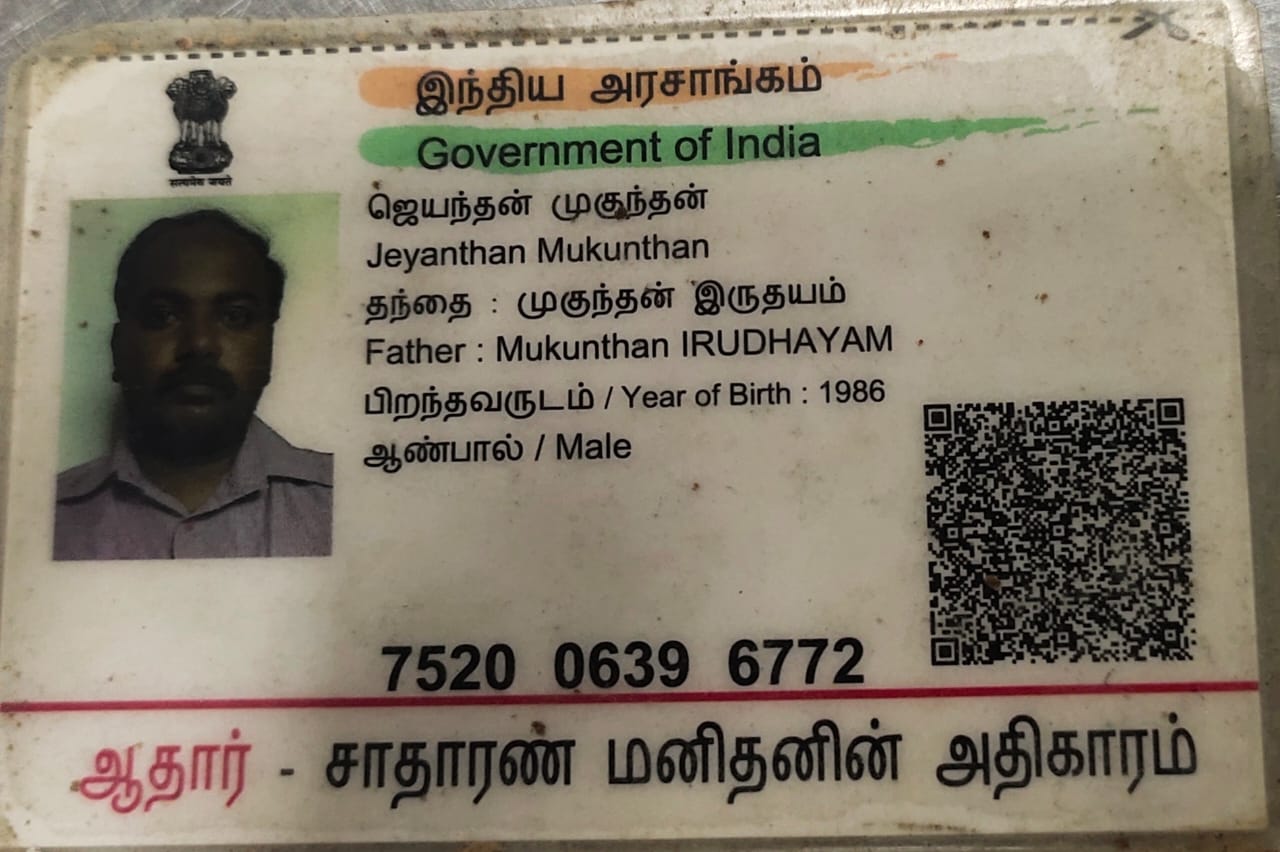 सत्यमेव जयते
இந்திய அரசாங்கம்
Government of India
ஜெயந்தன் முகுந்தன்
Jeyanthan Mukunthan
தந்தை : முகுந்தன் இருதயம்
Father : Mukunthan IRUDHAYAM
பிறந்தவருடம் / Year of Birth : 1986
ஆண்பால் / Male
7520 0639 6772
ஆதார் - சாதாரண மனிதனின் அதிகாரம்